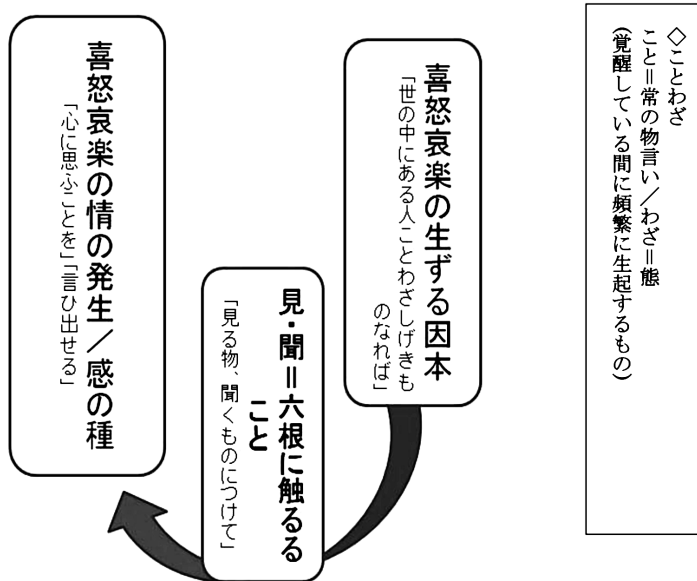 ◇ことわざ
こと＝常の物言い／わざ＝態
(覚醒している間に頻繁に生起するもの)
喜怒哀楽の生ずる因本
「世の中にある人ことわざしげきも
のなれば」
見・聞＝六根に触るる
こと
「見る物、聞くものにつけて」
喜怒哀楽の情の発生／感の種
「心に思ふことを」「言ひ出せる」